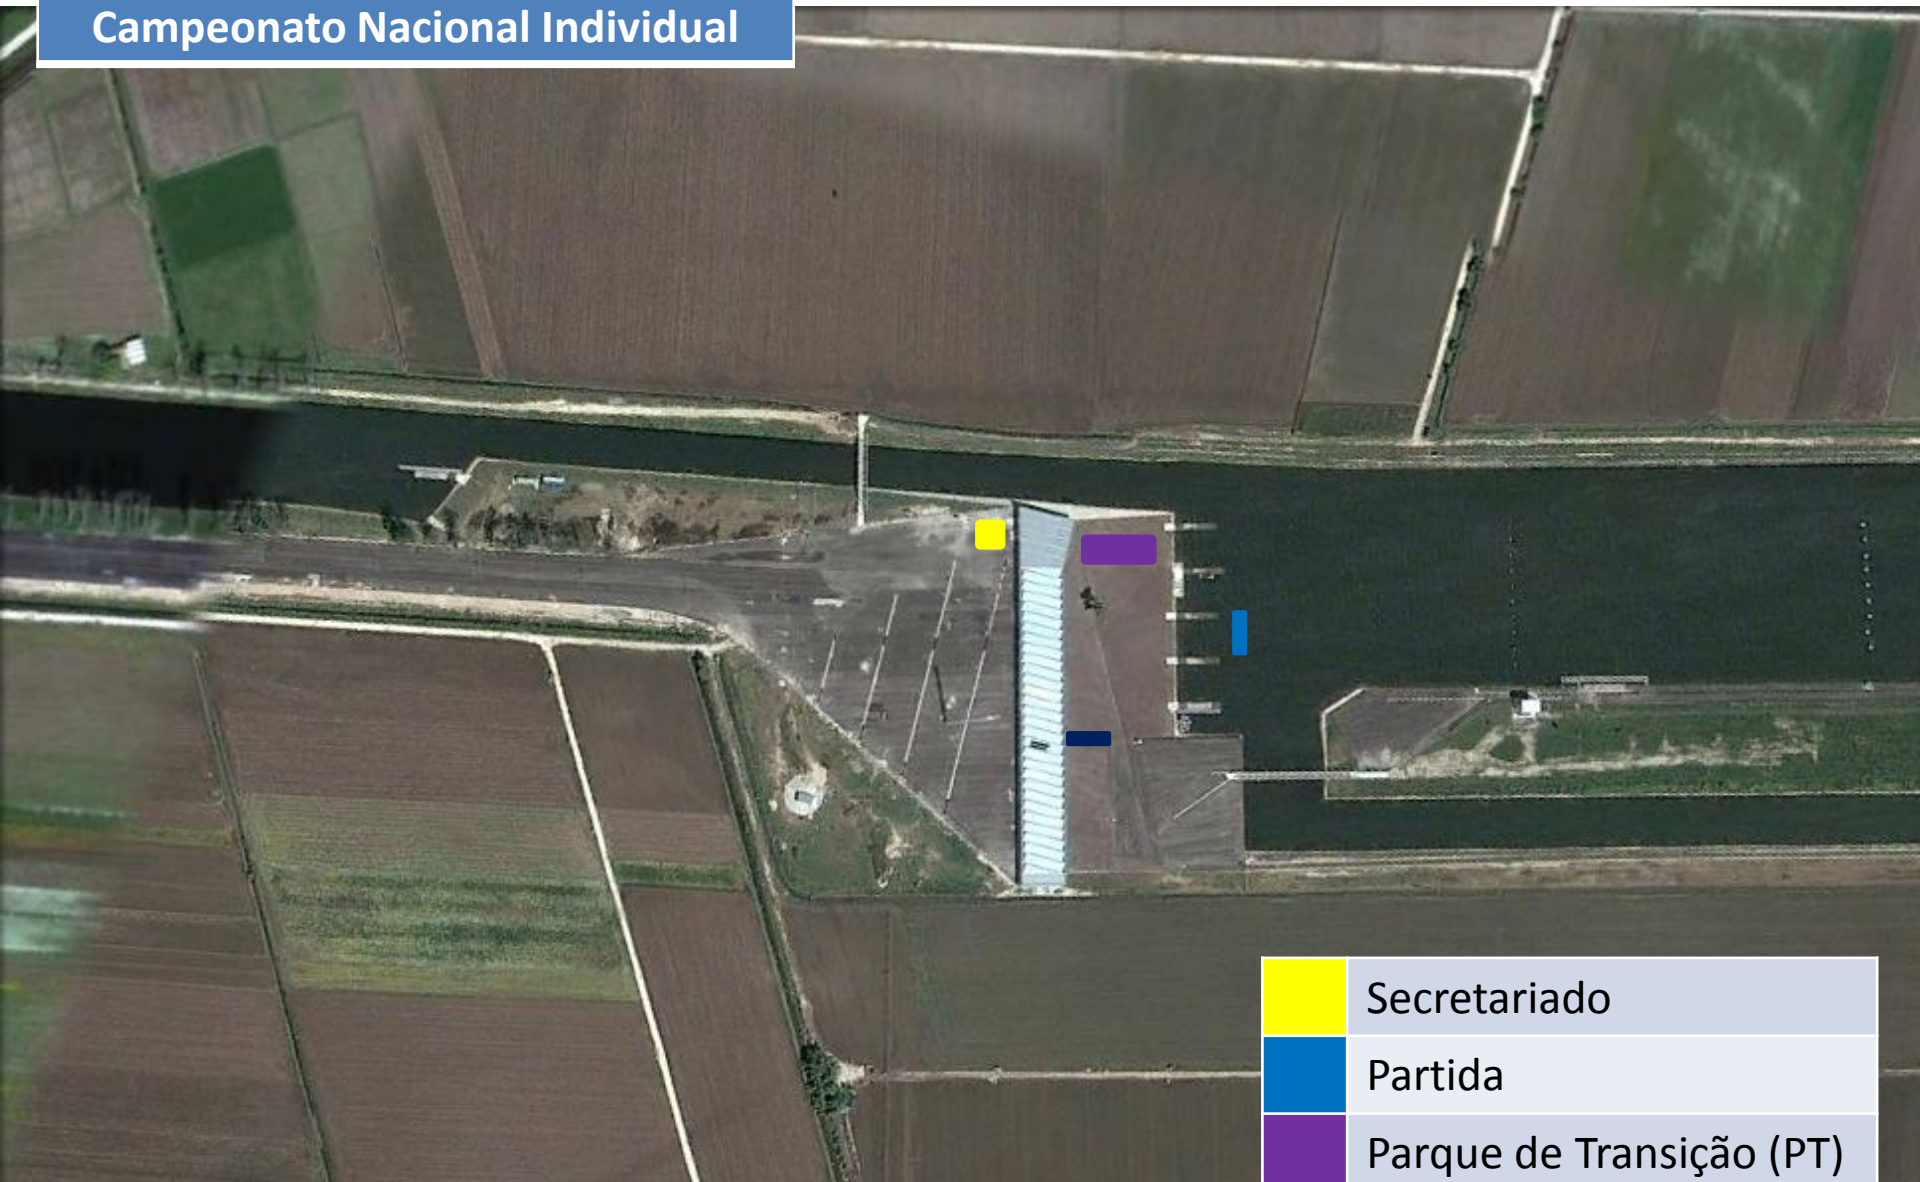 Campeonato Nacional Individual
Secretariado
Partida
Parque de Transição (PT)